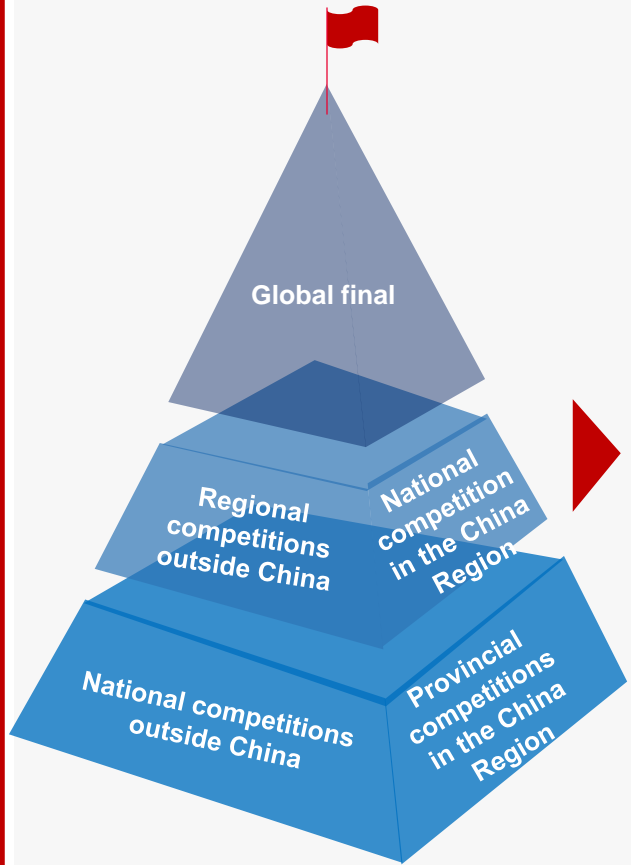 Global final
Regional
competitions
outside China
National
competition
in the China
Region
National competitions
outside China
Provincial
competitions
in the China
Region